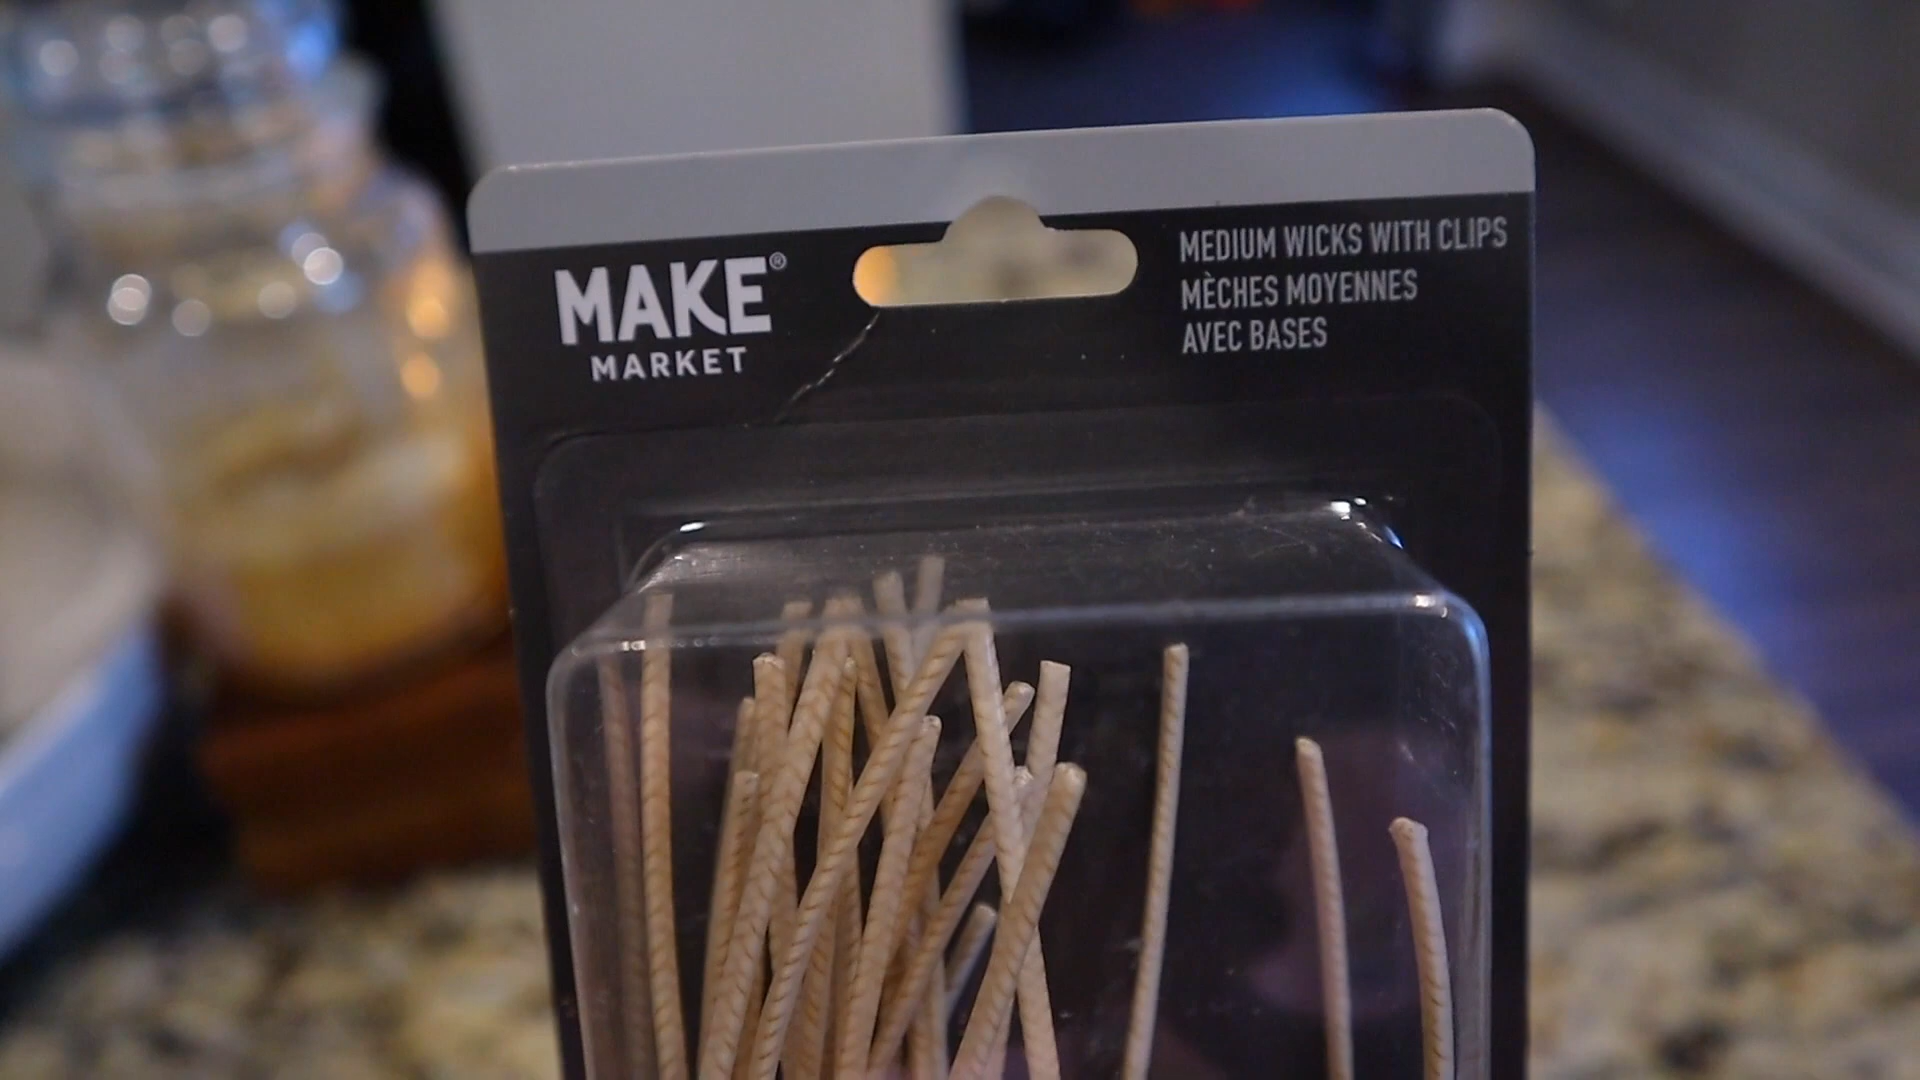 MAKE®
MARKET
MEDIUM WICKS WITH CLIPS
MÈCHES MOYENNES
AVEC BASES